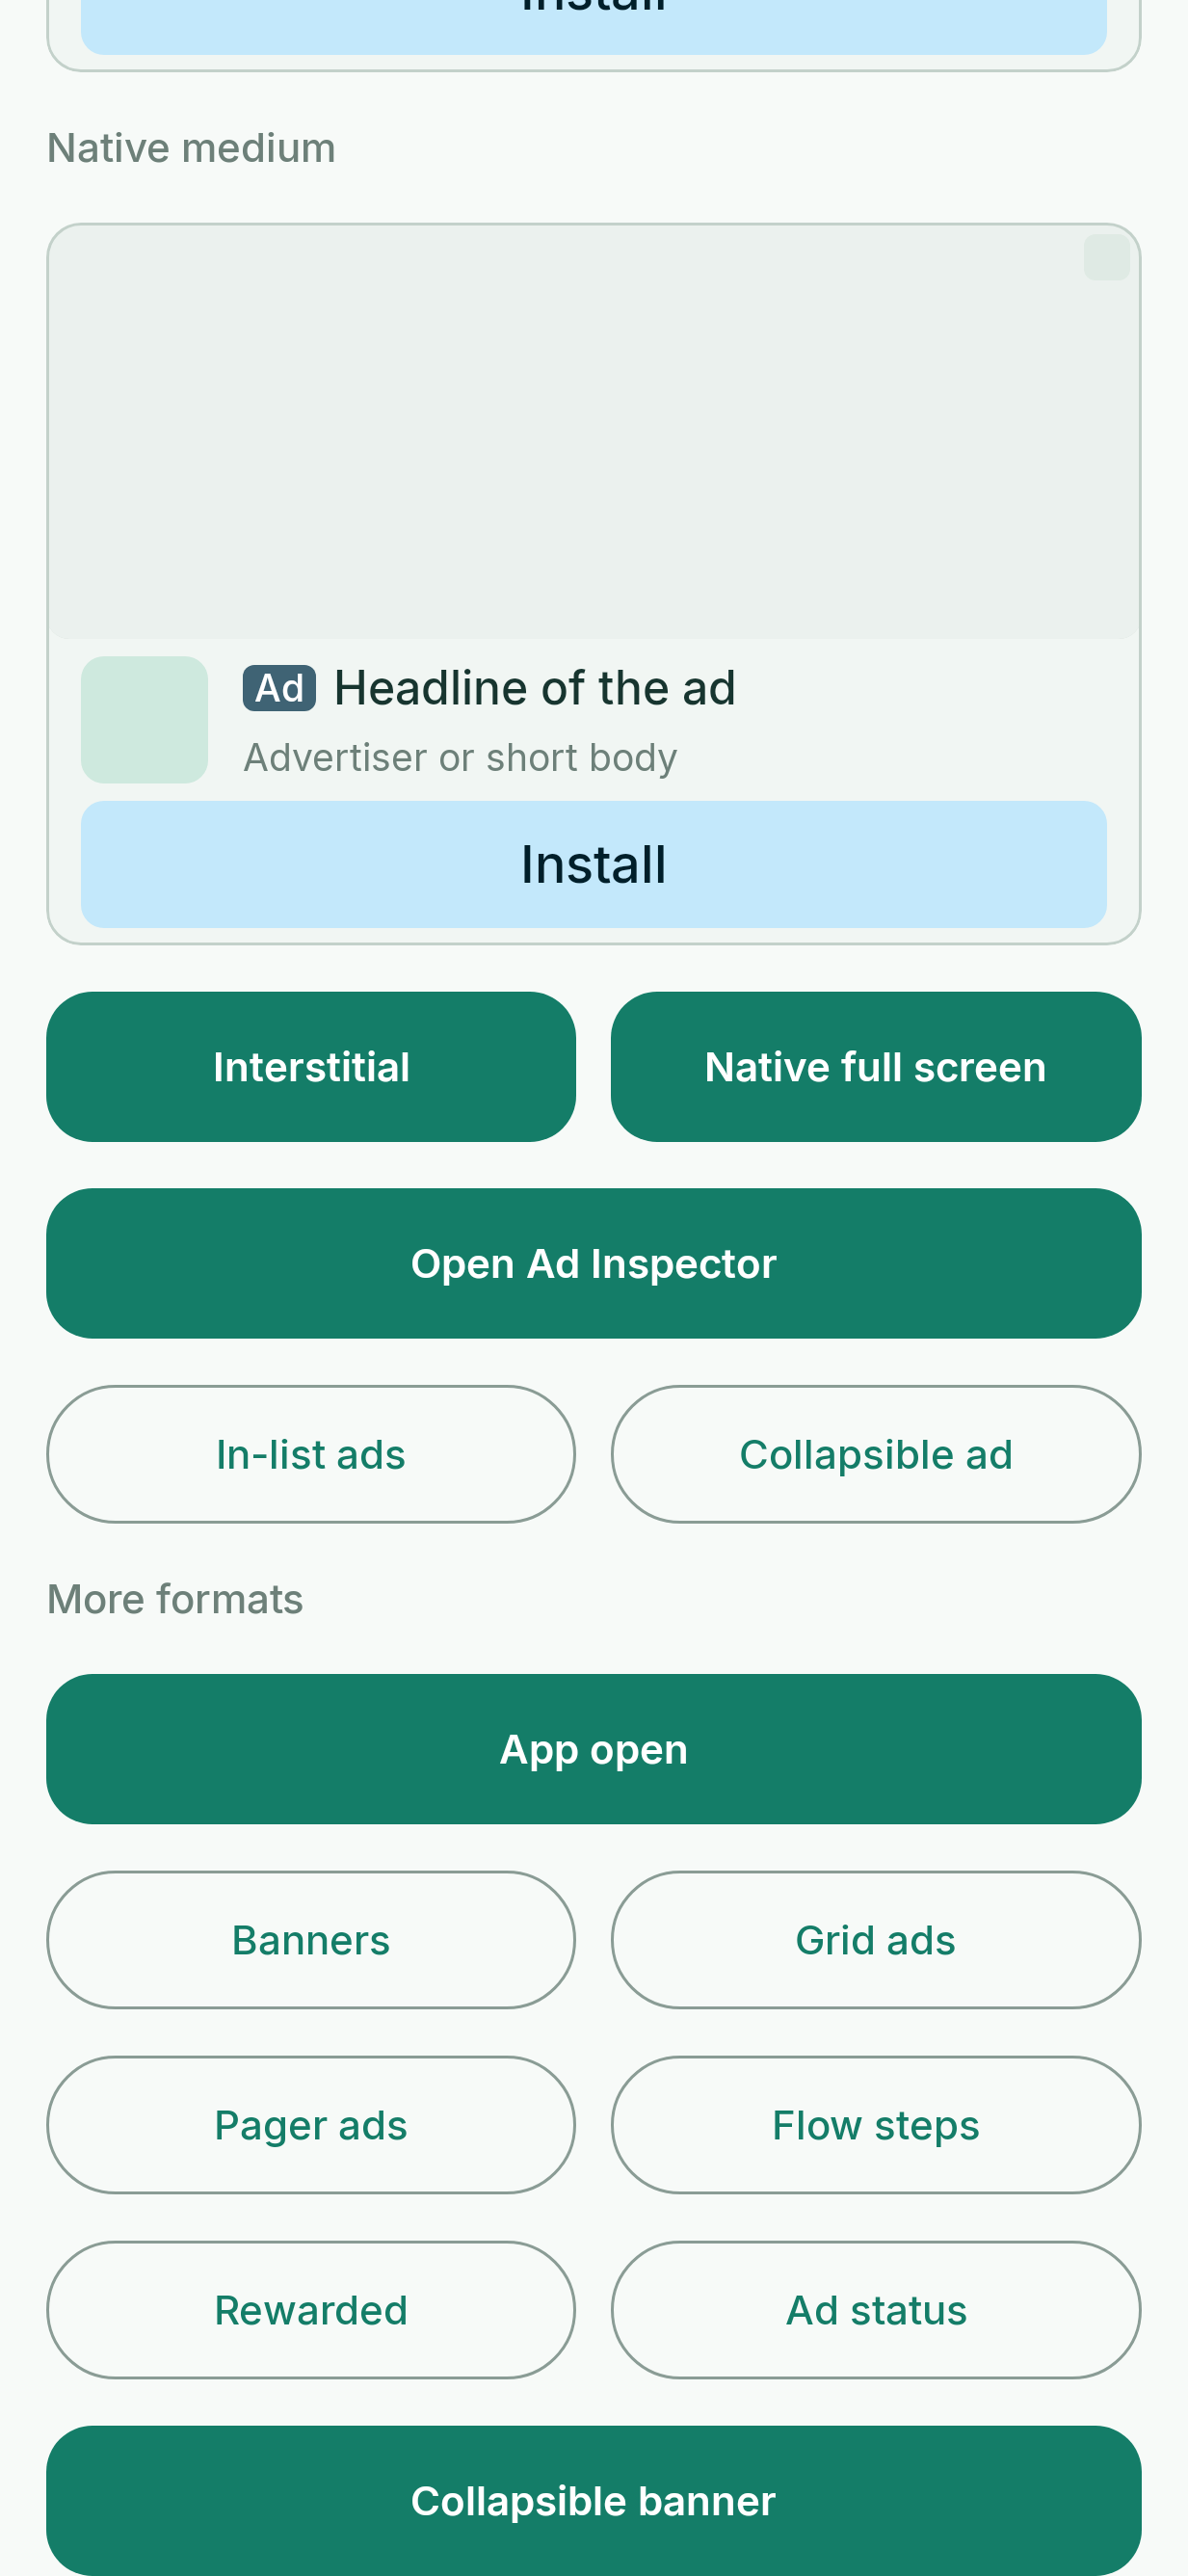 Install
Native medium
Ad Headline of the ad
Advertiser or short body
Install
Interstitial
Native full screen
Open Ad Inspector
In-list ads
Collapsible ad
More formats
App open
Banners
Grid ads
Pager ads
Flow steps
Rewarded
Ad status
Collapsible banner